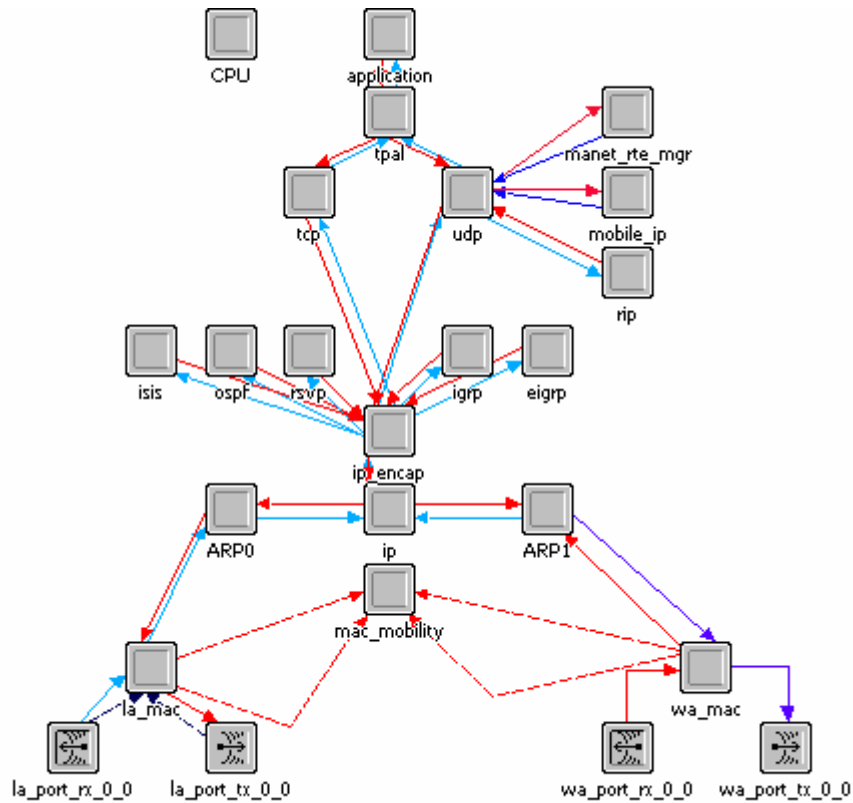 CPU
application
tpal
manet_rte_mgr
tcp
udp
mobile_ip
rip
isis
ospf
rsvp
igrp
eigrp
ip_encap
ARP0
ip
ARP1
mac_mobility
la_mac
wa_mac
la_port_rx_0_0
la_port_tx_0_0
wa_port_rx_0_0
wa_port_tx_0_0